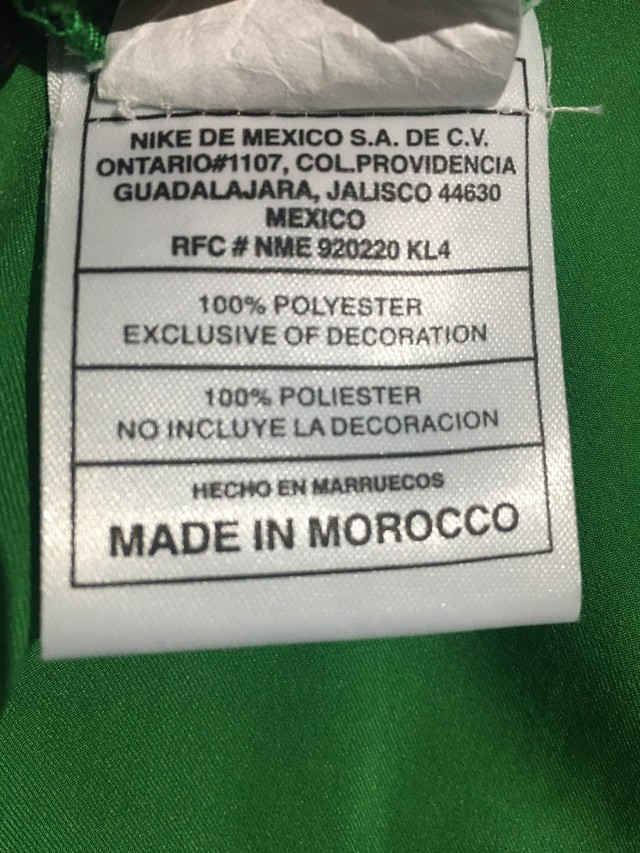 NIKE DE MEXICO S.A. DE C.V.
ONTARIO#1107, COL.PROVIDENCIA
GUADALAJARA, JALISCO 44630
MEXICO
RFC # NME 920220 KL4
100% POLYESTER
EXCLUSIVE OF DECORATION
100% POLIESTER
NO INCLUYE LA DECORACION
HECHO EN MARRUECOS
MADE IN MOROCCO